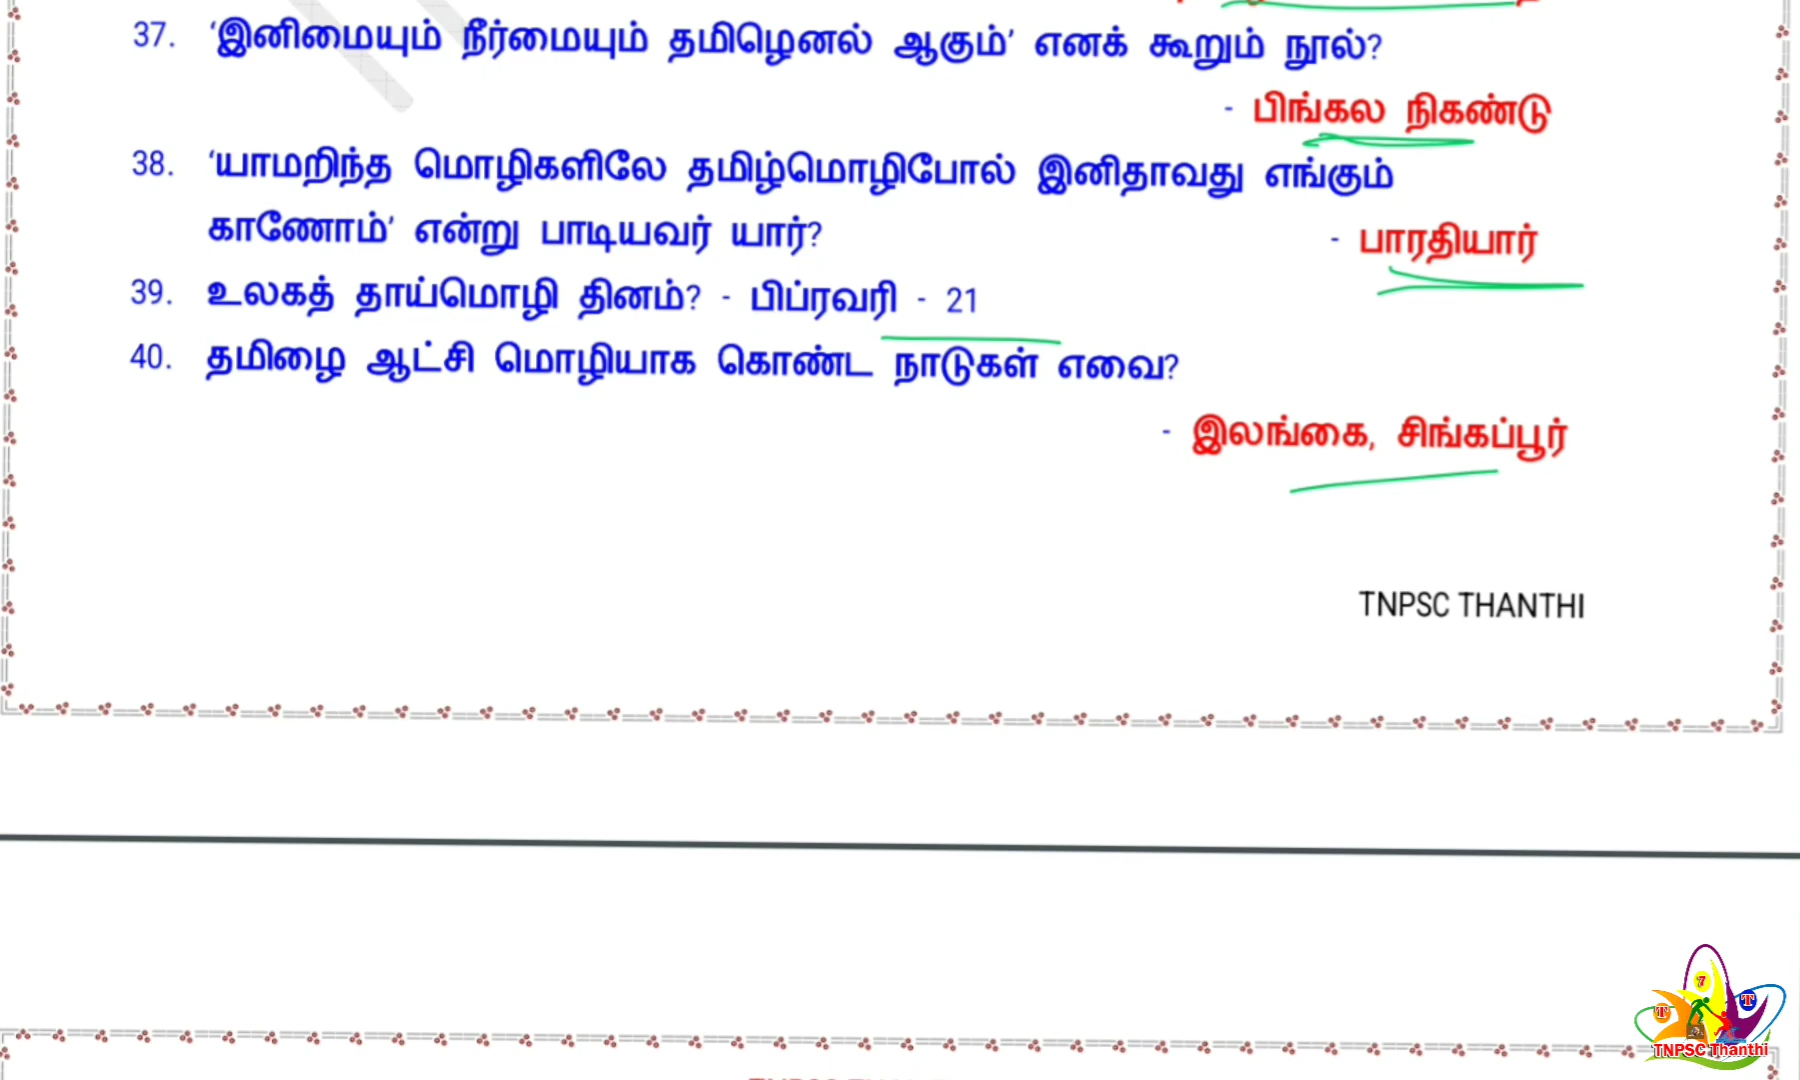 37. ‘இனிமையும் நீர்மையும் தமிழெனல் ஆகும்’ எனக் கூறும் நூல்?
- பிங்கல நிகண்டு
38. ‘யாமறிந்த மொழிகளிலே தமிழ்மொழிபோல் இனிதாவது எங்கும்
காணோம்’ என்று பாடியவர் யார்?
- பாரதியார்
39. உலகத் தாய்மொழி தினம்? - பிப்ரவரி - 21
40. தமிழை ஆட்சி மொழியாக கொண்ட நாடுகள் எவை?
- இலங்கை, சிங்கப்பூர்
TNPSC THANTHI
T 7 T
TNPSC Thanthi